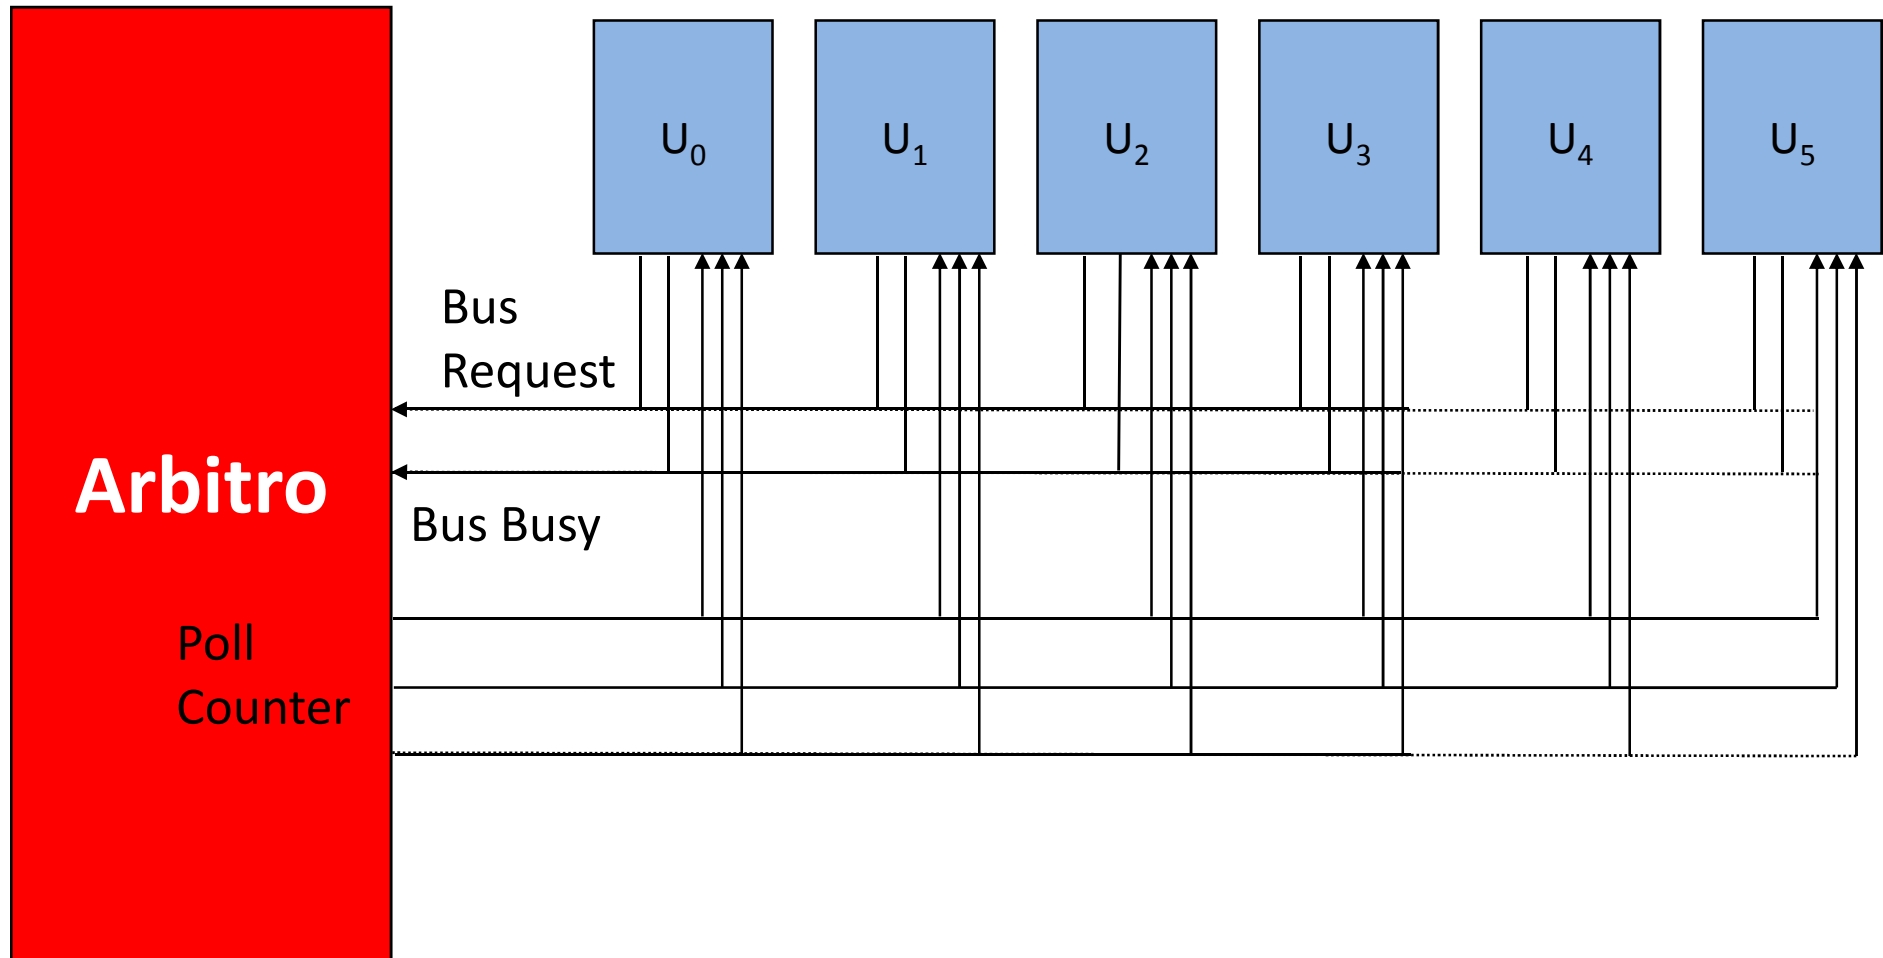 U₀ U₁ U₂ U₃ U₄ U₅
Bus
Request
Arbitro
Bus Busy
Poll
Counter